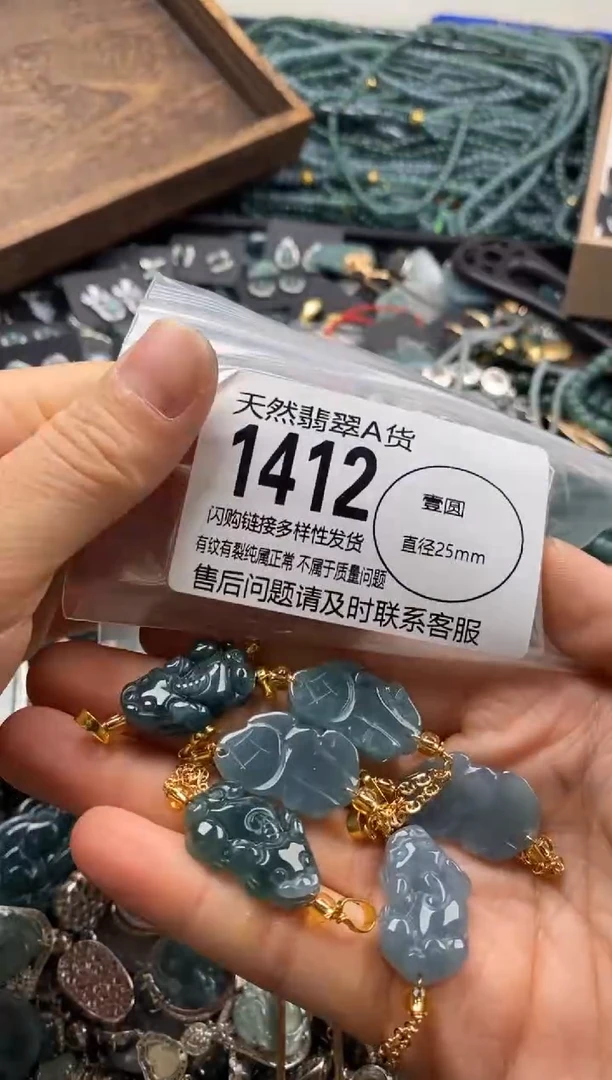 天然翡翠A货
1412
壹圆
直径25mm
闪购链接多样性发货
有纹有裂纯属正常 不属于质量问题
售后问题请及时联系客服